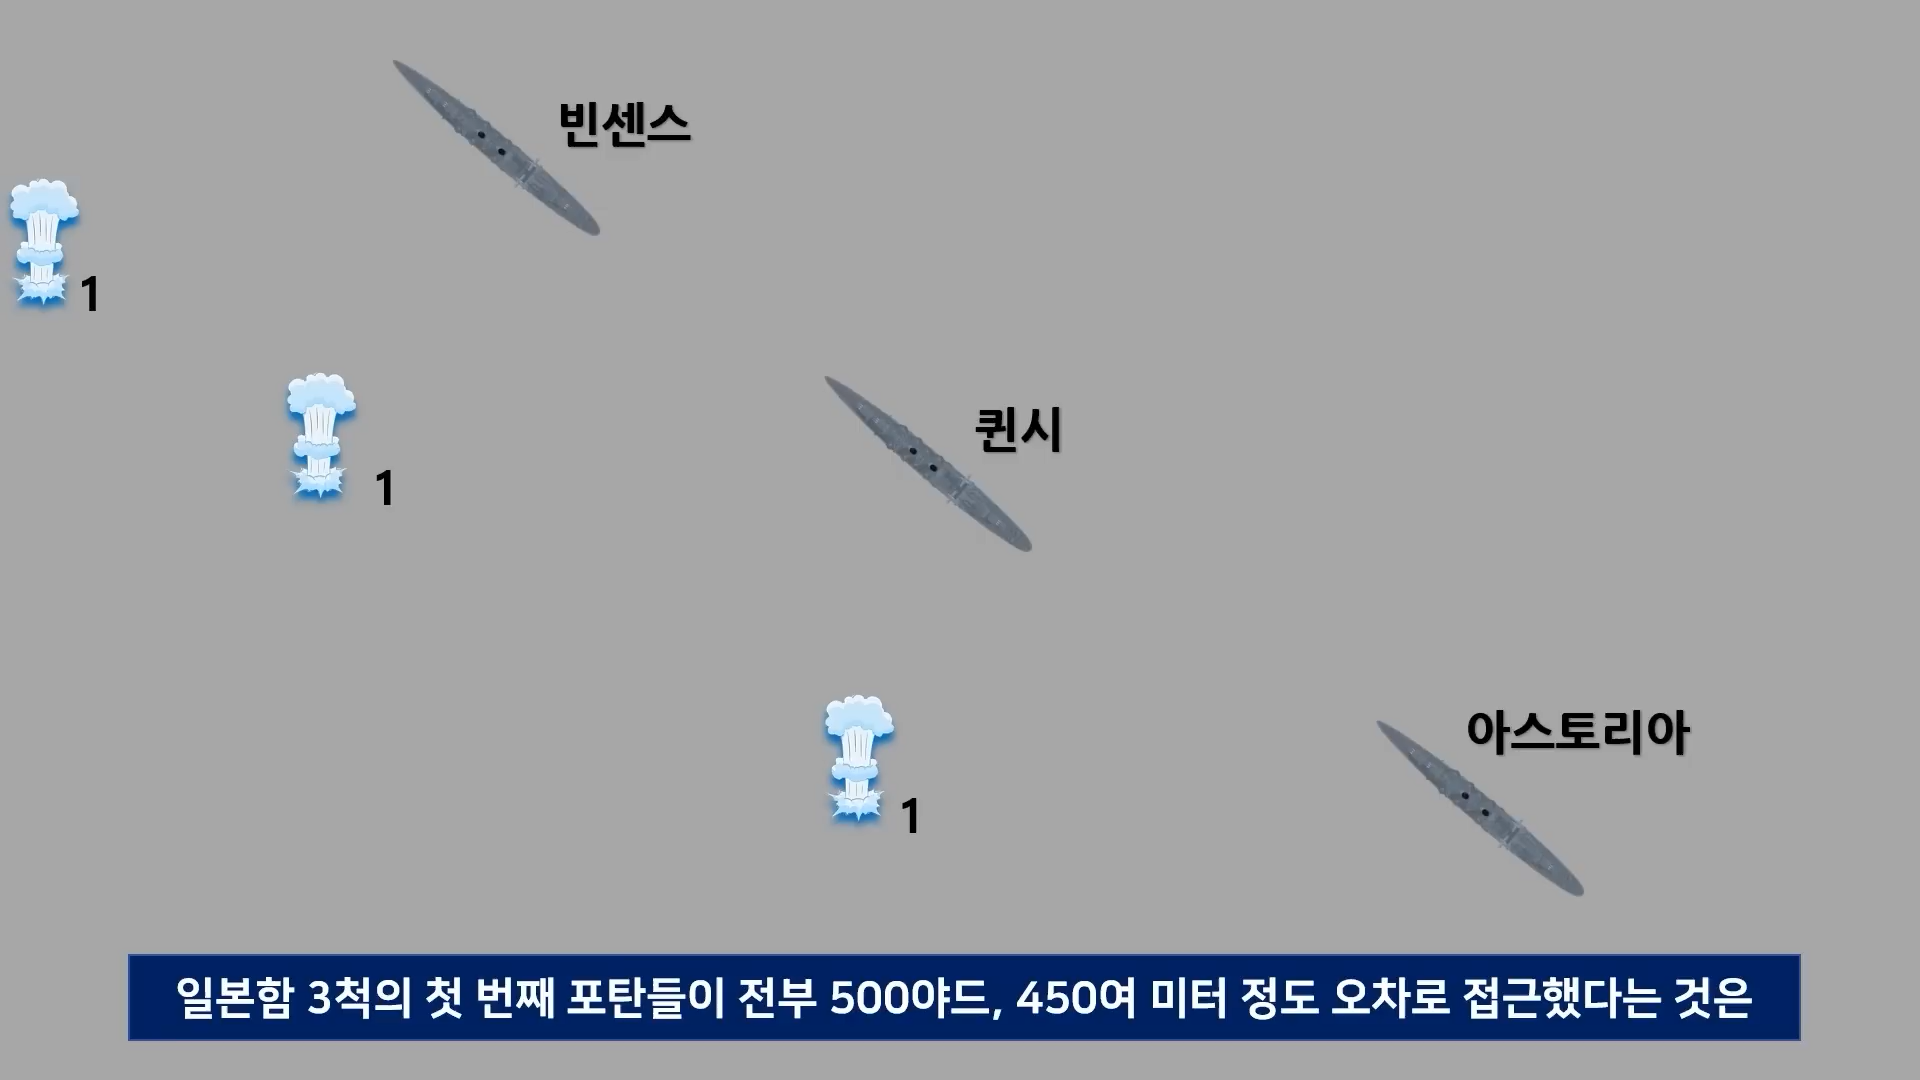 빈센스
1
퀸시
1
아스토리아
1
일본함 3척의 첫 번째 포탄들이 전부 500야드, 450여 미터 정도 오차로 접근했다는 것은